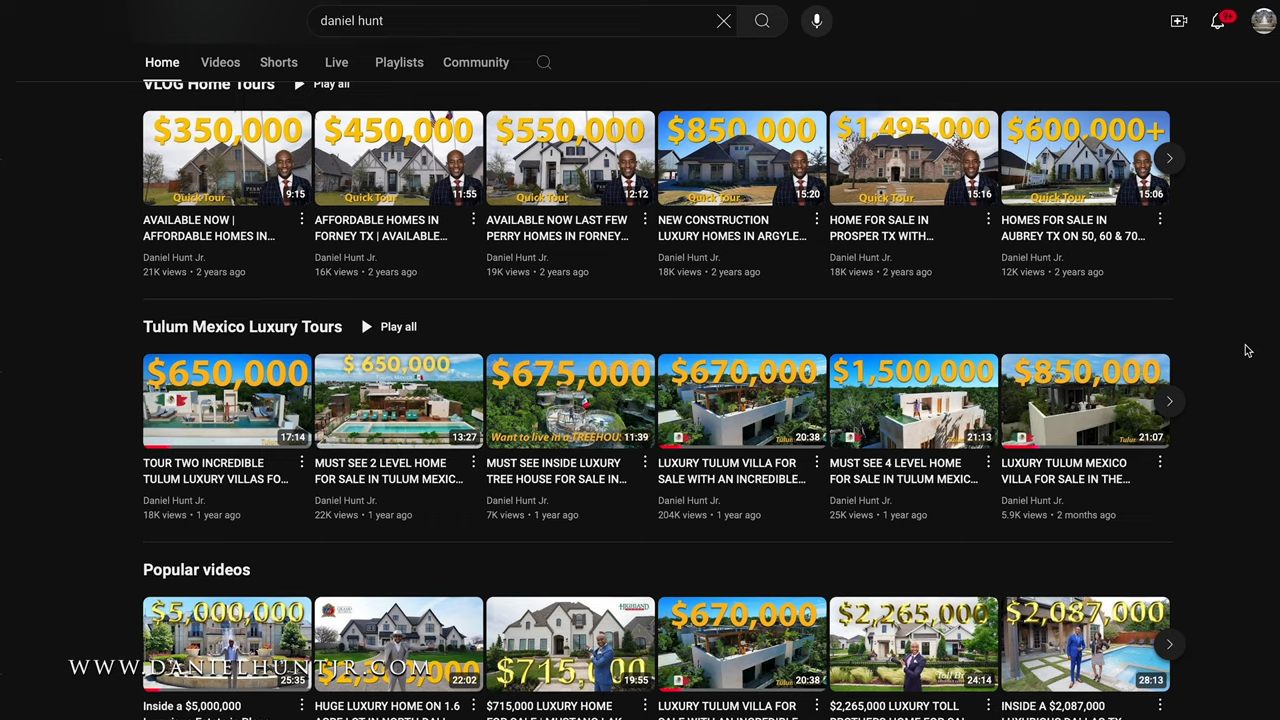 daniel hunt
9+
Home Videos Shorts Live Playlists Community
VLOG Home Tours Play all
$350,000 $450,000 $550,000 $850,000 $1,495,000 $600,000+
Quick Tour Quick Tour Quick Tour Quick Tour Quick Tour Quick Tour
9:15 11:55 12:12 15:20 15:16 15:06
AVAILABLE NOW | AFFORDABLE HOMES IN AVAILABLE NOW LAST FEW NEW CONSTRUCTION HOME FOR SALE IN HOMES FOR SALE IN
AFFORDABLE HOMES IN... FORNEY TX | AVAILABLE... PERRY HOMES IN FORNEY... LUXURY HOMES IN ARGYLE... PROSPER TX WITH... AUBREY TX ON 50, 60 & 70...
Daniel Hunt Jr. Daniel Hunt Jr. Daniel Hunt Jr. Daniel Hunt Jr. Daniel Hunt Jr. Daniel Hunt Jr.
21K views • 2 years ago 16K views • 2 years ago 19K views • 2 years ago 18K views • 2 years ago 18K views • 2 years ago 12K views • 2 years ago
Tulum Mexico Luxury Tours Play all
$650,000 $650,000 $675,000 $670,000 $1,500,000 $850,000
Want to live in a TREEHOU
17:14 13:27 11:39 20:38 21:13 21:07
TOUR TWO INCREDIBLE MUST SEE 2 LEVEL HOME MUST SEE INSIDE LUXURY LUXURY TULUM VILLA FOR MUST SEE 4 LEVEL HOME LUXURY TULUM MEXICO
TULUM LUXURY VILLAS FO... FOR SALE IN TULUM MEXIC... TREE HOUSE FOR SALE IN... SALE WITH AN INCREDIBLE... FOR SALE IN TULUM MEXIC... VILLA FOR SALE IN THE...
Daniel Hunt Jr. Daniel Hunt Jr. Daniel Hunt Jr. Daniel Hunt Jr. Daniel Hunt Jr. Daniel Hunt Jr.
18K views • 1 year ago 22K views • 1 year ago 7K views • 1 year ago 204K views • 1 year ago 25K views • 1 year ago 5.9K views • 2 months ago
Popular videos
$5,000,000 HIGHLAND $670,000 $2,265,000 $2,087,000
WWW.DANIELHUNTJR.COM
25:35 22:02 19:55 20:38 24:14 28:13
Inside a $5,000,000 HUGE LUXURY HOME ON 1.6 $715,000 LUXURY HOME LUXURY TULUM VILLA FOR $2,265,000 LUXURY TOLL INSIDE A $2,087,000